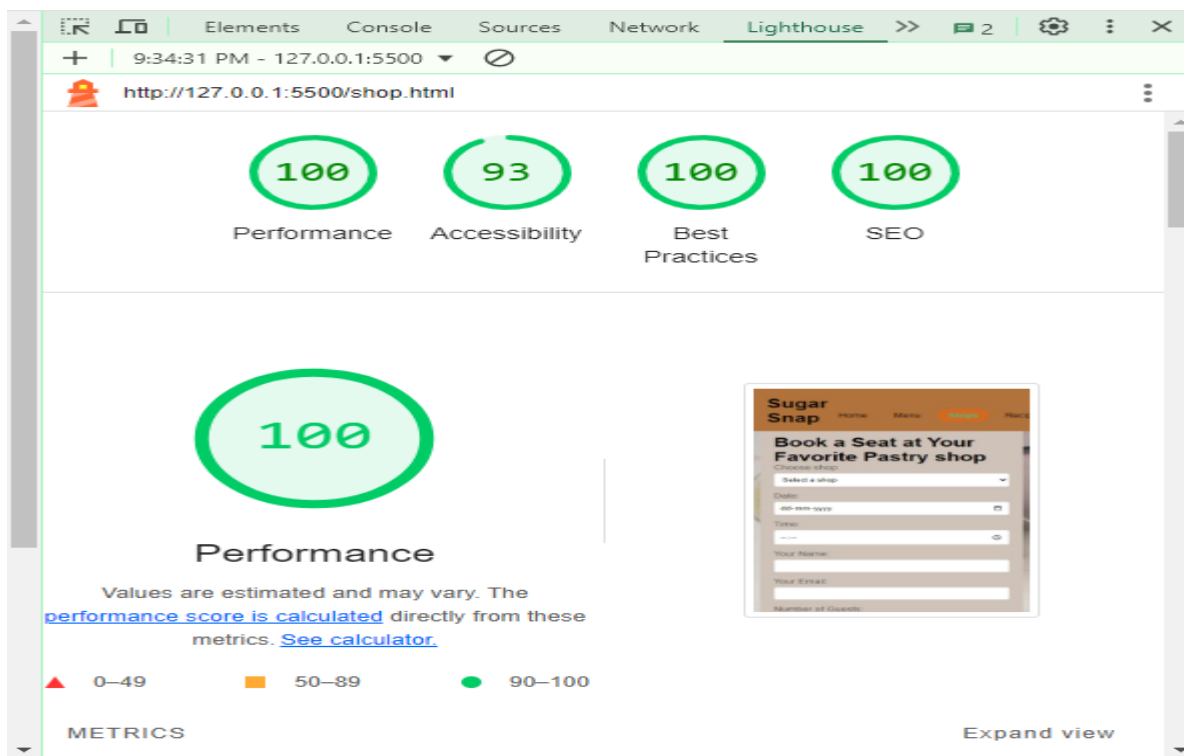 Elements Console Sources Network Lighthouse >> 2
9:34:31 PM - 127.0.0.1:5500
http://127.0.0.1:5500/shop.html
100 93 100 100
Performance Accessibility Best Practices SEO
100
Performance
Values are estimated and may vary. The
performance score is calculated directly from these
metrics. See calculator.
0–49 50–89 90–100
Sugar
Snap Home Menu
Book a Seat at Your
Favorite Pastry shop
Choose shop
Select a shop
Date:
dd-mm-yyyy
Time:
--:--
Your Name:
Your Email:
Number of Guests:
METRICS Expand view